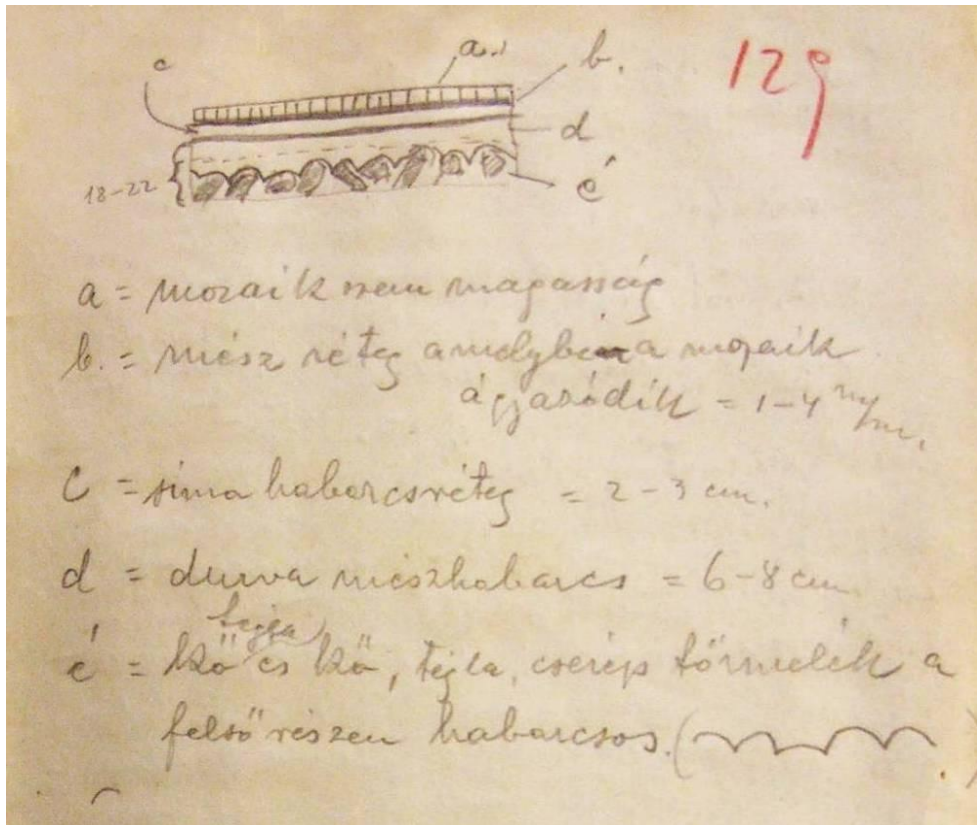 129
a.
b.
c
d
é
18-22
a = mozaik szem magasság
b. = mész réteg amelyben a mozaik
ágyazódik = 1-4 m/m.
c = sima habarcsréteg = 2-3 cm.
d = durva mészhabarcs = 6-8 cm
tégla
é = kő és kő, tégla, cserép törmelék a
felső részen habarcsos. ( )